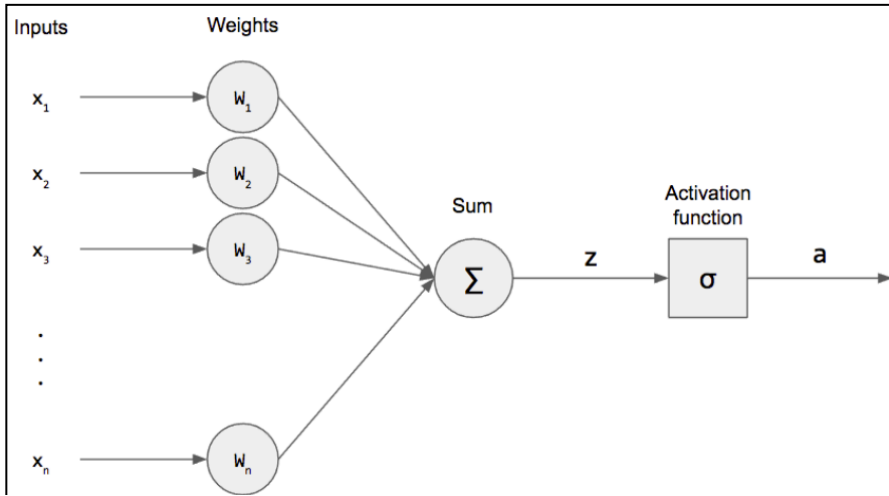 Inputs
Weights
x₁
W₁
x₂
W₂
Sum
Activation
function
x₃
W₃
Σ
z
σ
a
.
.
.
xₙ
Wₙ